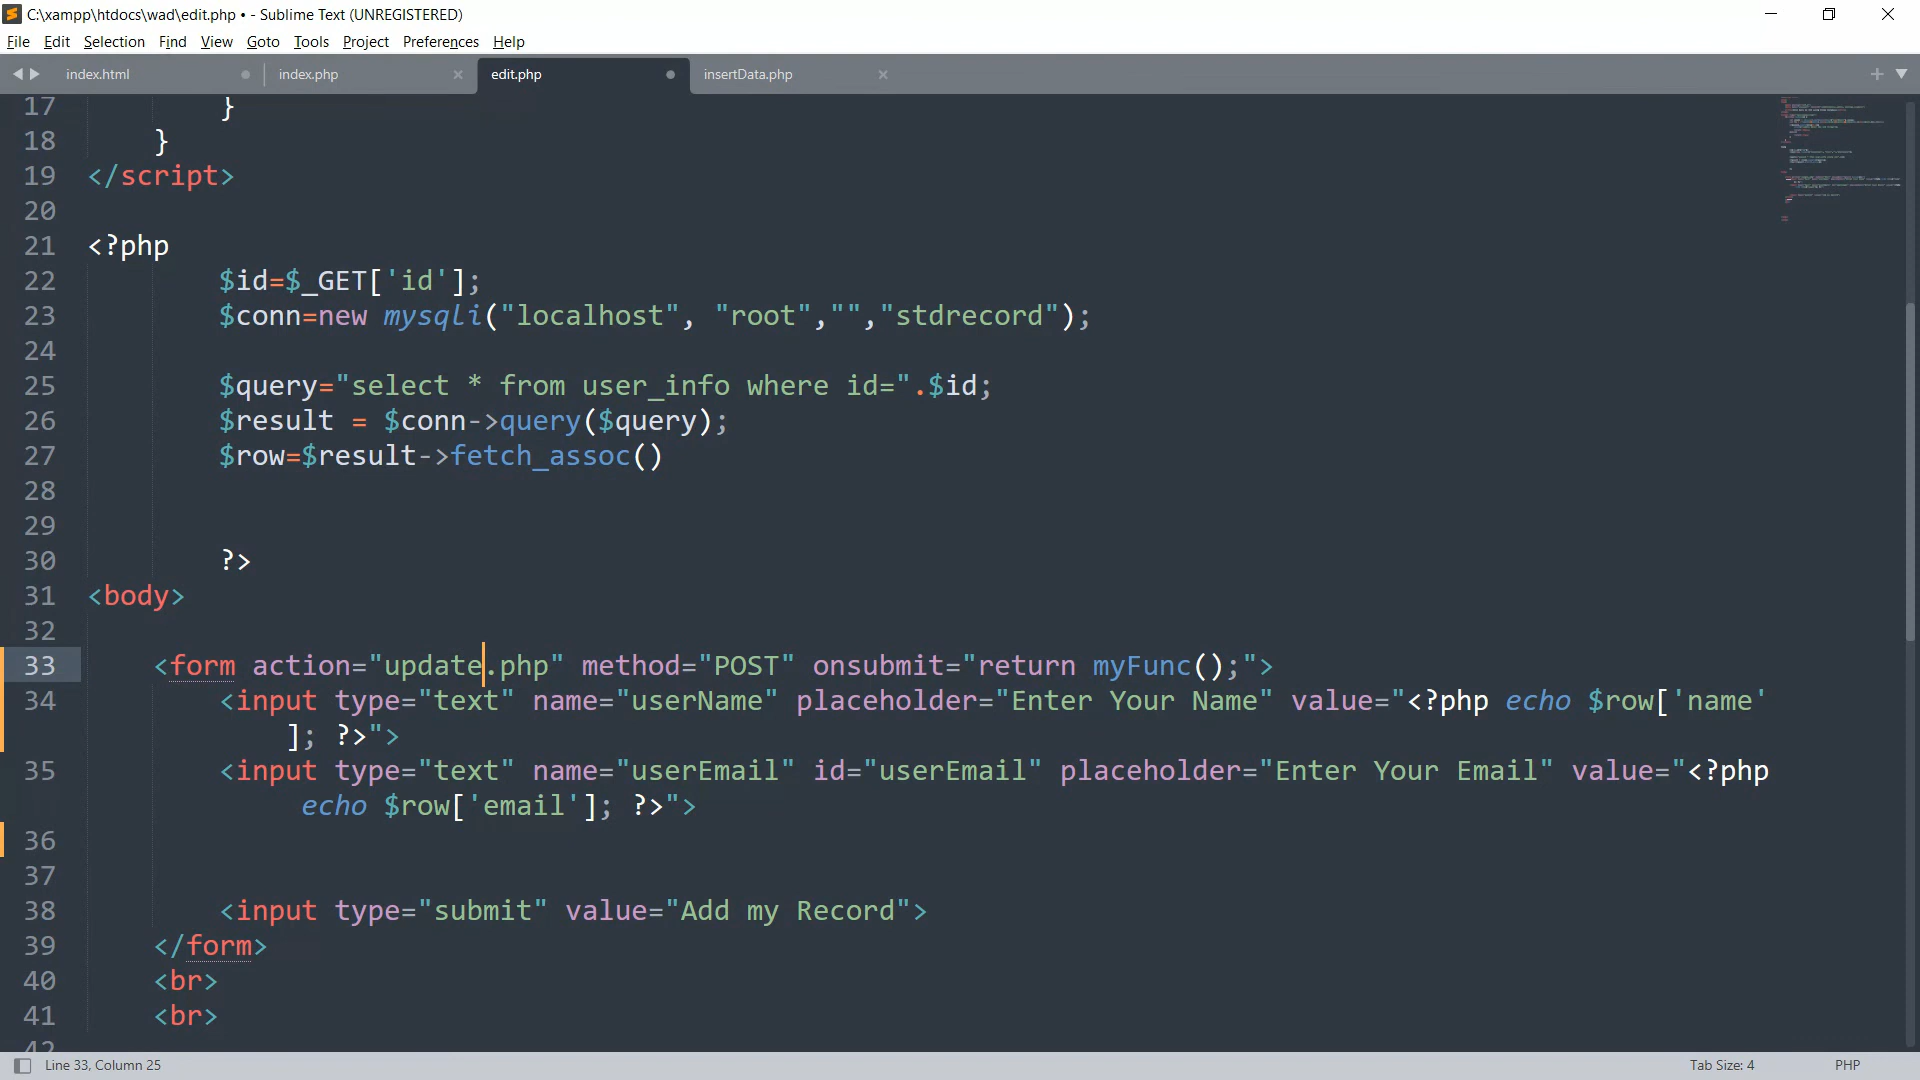 C:\xampp\htdocs\wad\edit.php • - Sublime Text (UNREGISTERED)
File Edit Selection Find View Goto Tools Project Preferences Help
index.html index.php edit.php insertData.php
17 }
18 }
19 </script>
20
21 <?php
22 $id=$_GET['id'];
23 $conn=new mysqli("localhost", "root","","stdrecord");
24
25 $query="select * from user_info where id=".$id;
26 $result = $conn->query($query);
27 $row=$result->fetch_assoc()
28
29
30 ?>
31 <body>
32
33 <form action="update.php" method="POST" onsubmit="return myFunc();">
34 <input type="text" name="userName" placeholder="Enter Your Name" value="<?php echo $row['name'
]; ?>">
35 <input type="text" name="userEmail" id="userEmail" placeholder="Enter Your Email" value="<?php
echo $row['email']; ?>">
36
37
38 <input type="submit" value="Add my Record">
39 </form>
40 <br>
41 <br>
42
Line 33, Column 25 Tab Size: 4 PHP